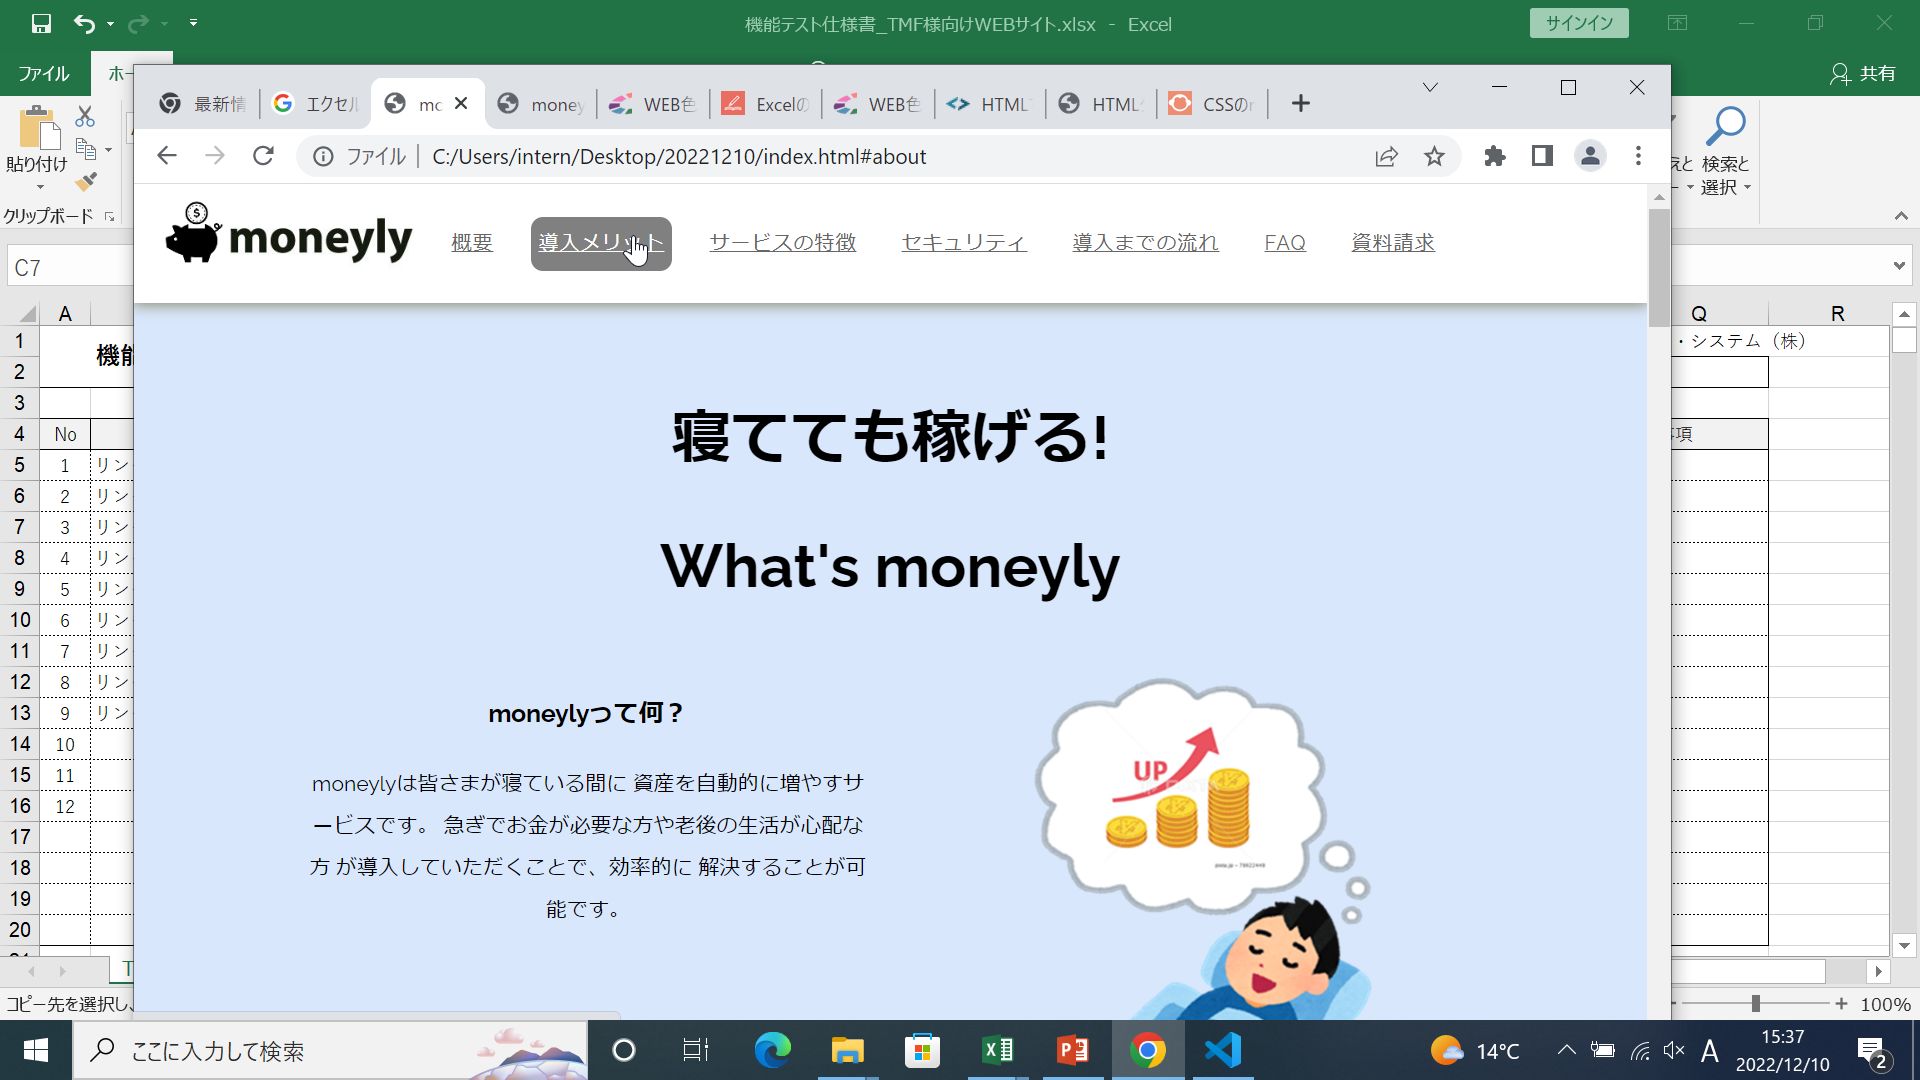 機能テスト仕様書_TMF様向けWEBサイト.xlsx - Excel
サインイン
ファイル
ホー
共有
最新情
エクセル
mo
money
WEB色
Excelの
WEB色
HTML
HTML
CSSの
ファイル
C:/Users/intern/Desktop/20221210/index.html#about
貼り付け
クリップボード
えと
検索と
選択
C7
moneyly
概要
導入メリット
サービスの特徴
セキュリティ
導入までの流れ
FAQ
資料請求
A
Q
R
1
機能
・システム（株）
2
3
4
No
項
5
1
リン
6
2
リン
7
3
リン
8
4
リン
9
5
リン
10
6
リン
11
7
リン
12
8
リン
13
9
リン
14
10
15
11
16
12
17
18
19
20
寝てても稼げる!
What's moneyly
moneylyって何？
moneylyは皆さまが寝ている間に 資産を自動的に増やすサ
ービスです。 急ぎでお金が必要な方や老後の生活が心配な
方 が導入していただくことで、効率的に 解決することが可
能です。
UP
T
コピー先を選択し、
100%
ここに入力して検索
14℃
A
15:37
2022/12/10
2